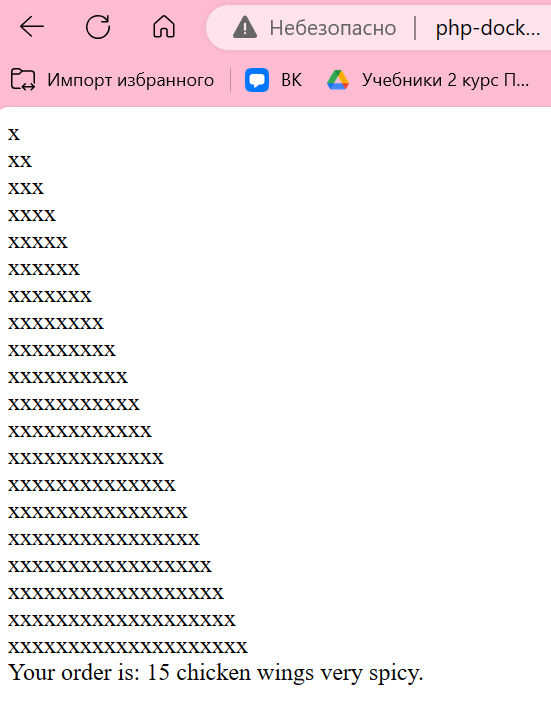 Небезопасно php-dock...
Импорт избранного ВК Учебники 2 курс П...
x
xx
xxx
xxxx
xxxxx
xxxxxx
xxxxxxx
xxxxxxxx
xxxxxxxxx
xxxxxxxxxx
xxxxxxxxxxx
xxxxxxxxxxxx
xxxxxxxxxxxxx
xxxxxxxxxxxxxx
xxxxxxxxxxxxxxx
xxxxxxxxxxxxxxxx
xxxxxxxxxxxxxxxxx
xxxxxxxxxxxxxxxxxx
xxxxxxxxxxxxxxxxxxx
xxxxxxxxxxxxxxxxxxxx
Your order is: 15 chicken wings very spicy.